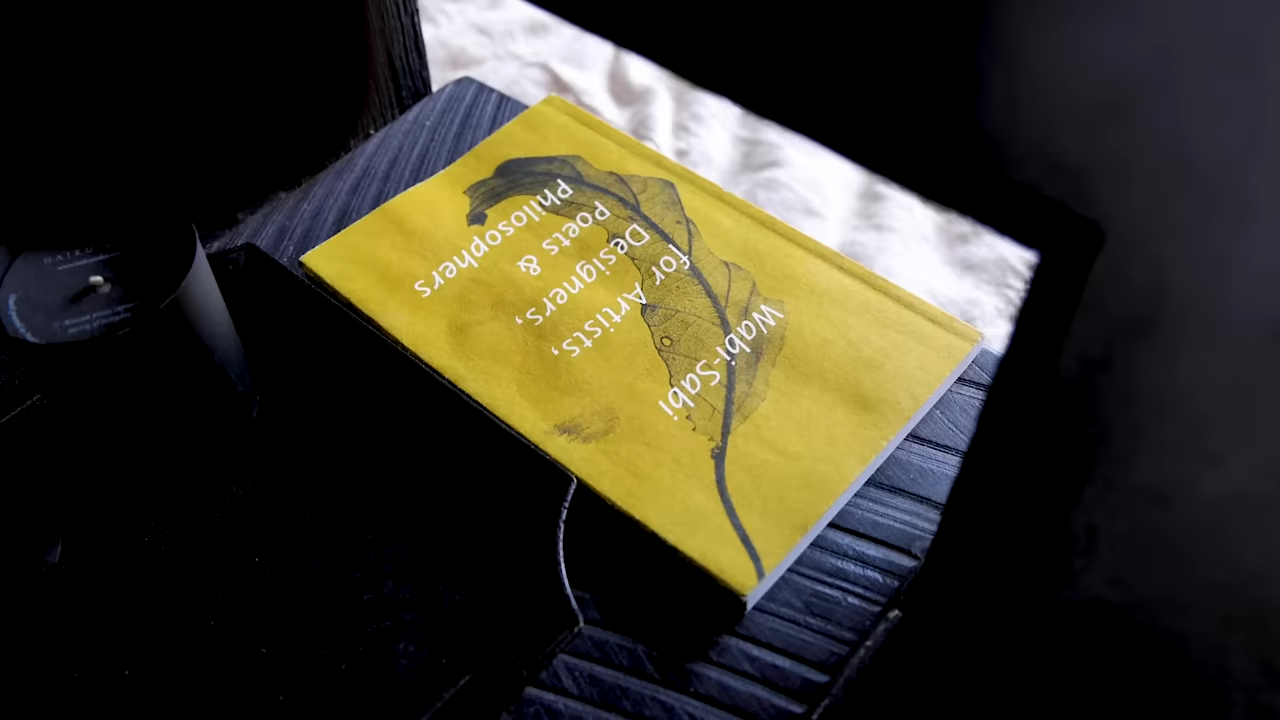 Wabi-Sabi
for Artists,
Designers,
Poets &
Philosophers